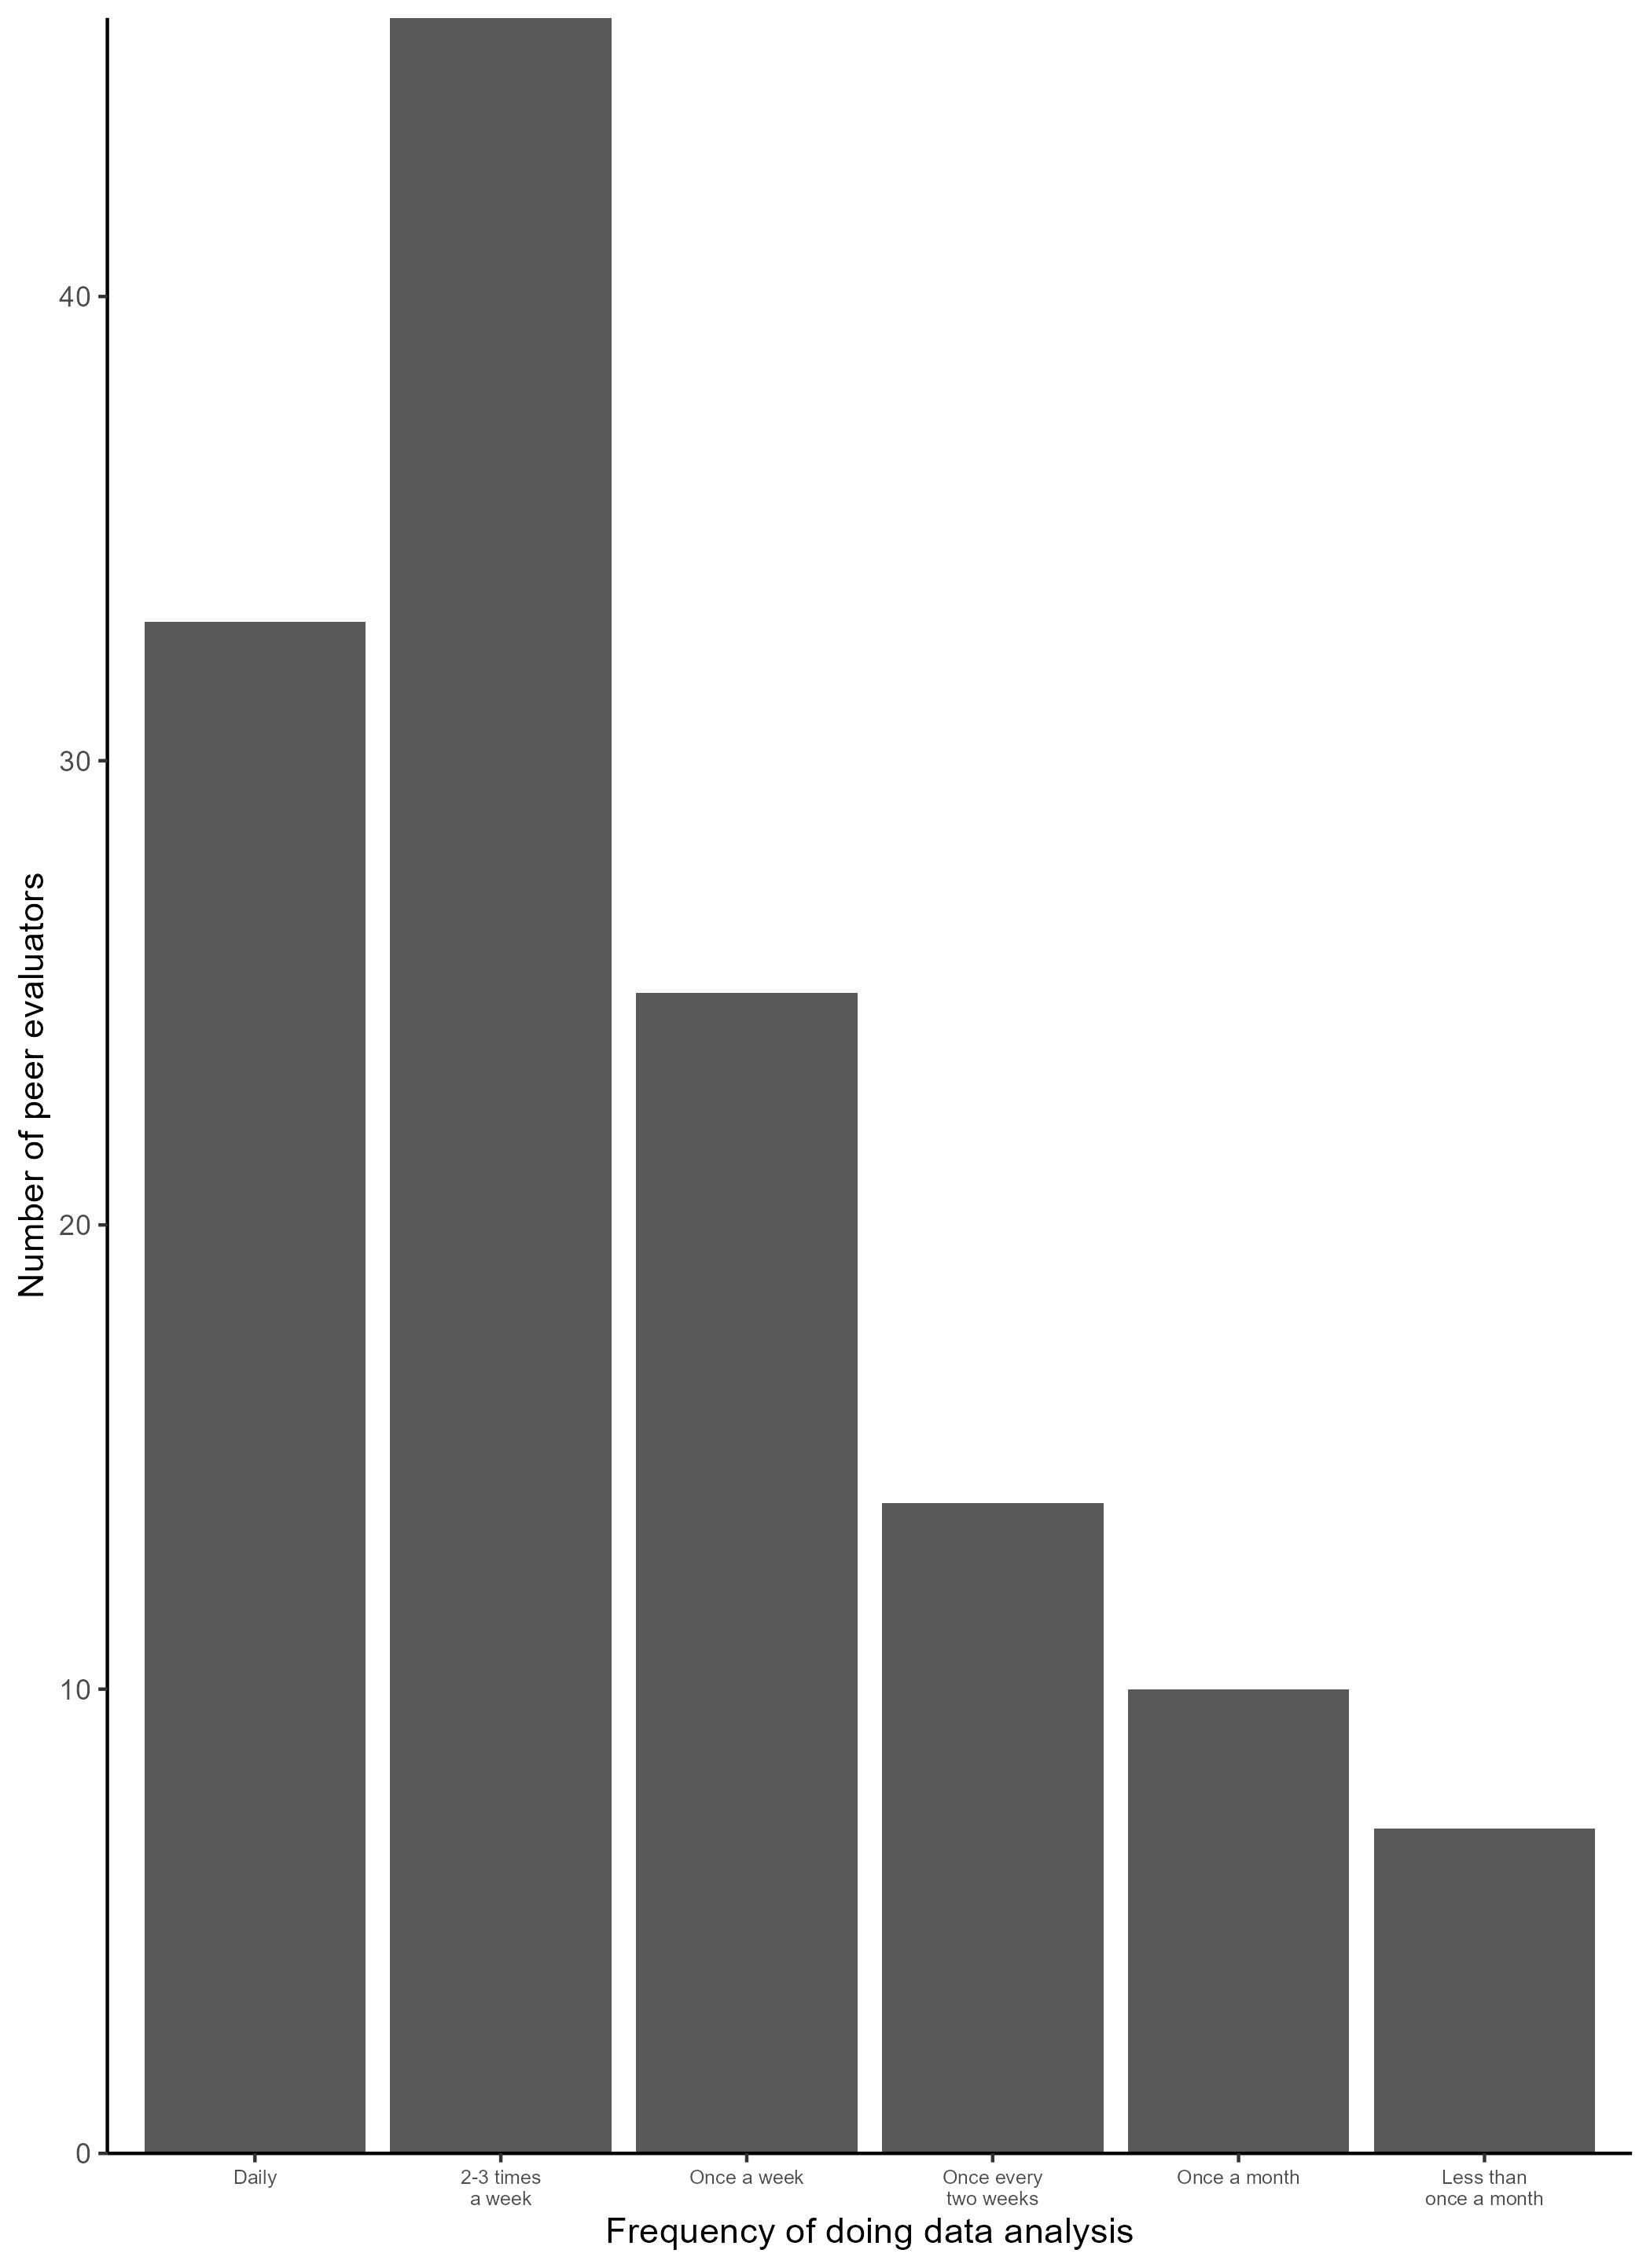 Number of peer evaluators
40
30
20
10
0
Daily
2-3 times
a week
Once a week
Once every
two weeks
Once a month
Less than
once a month
Frequency of doing data analysis